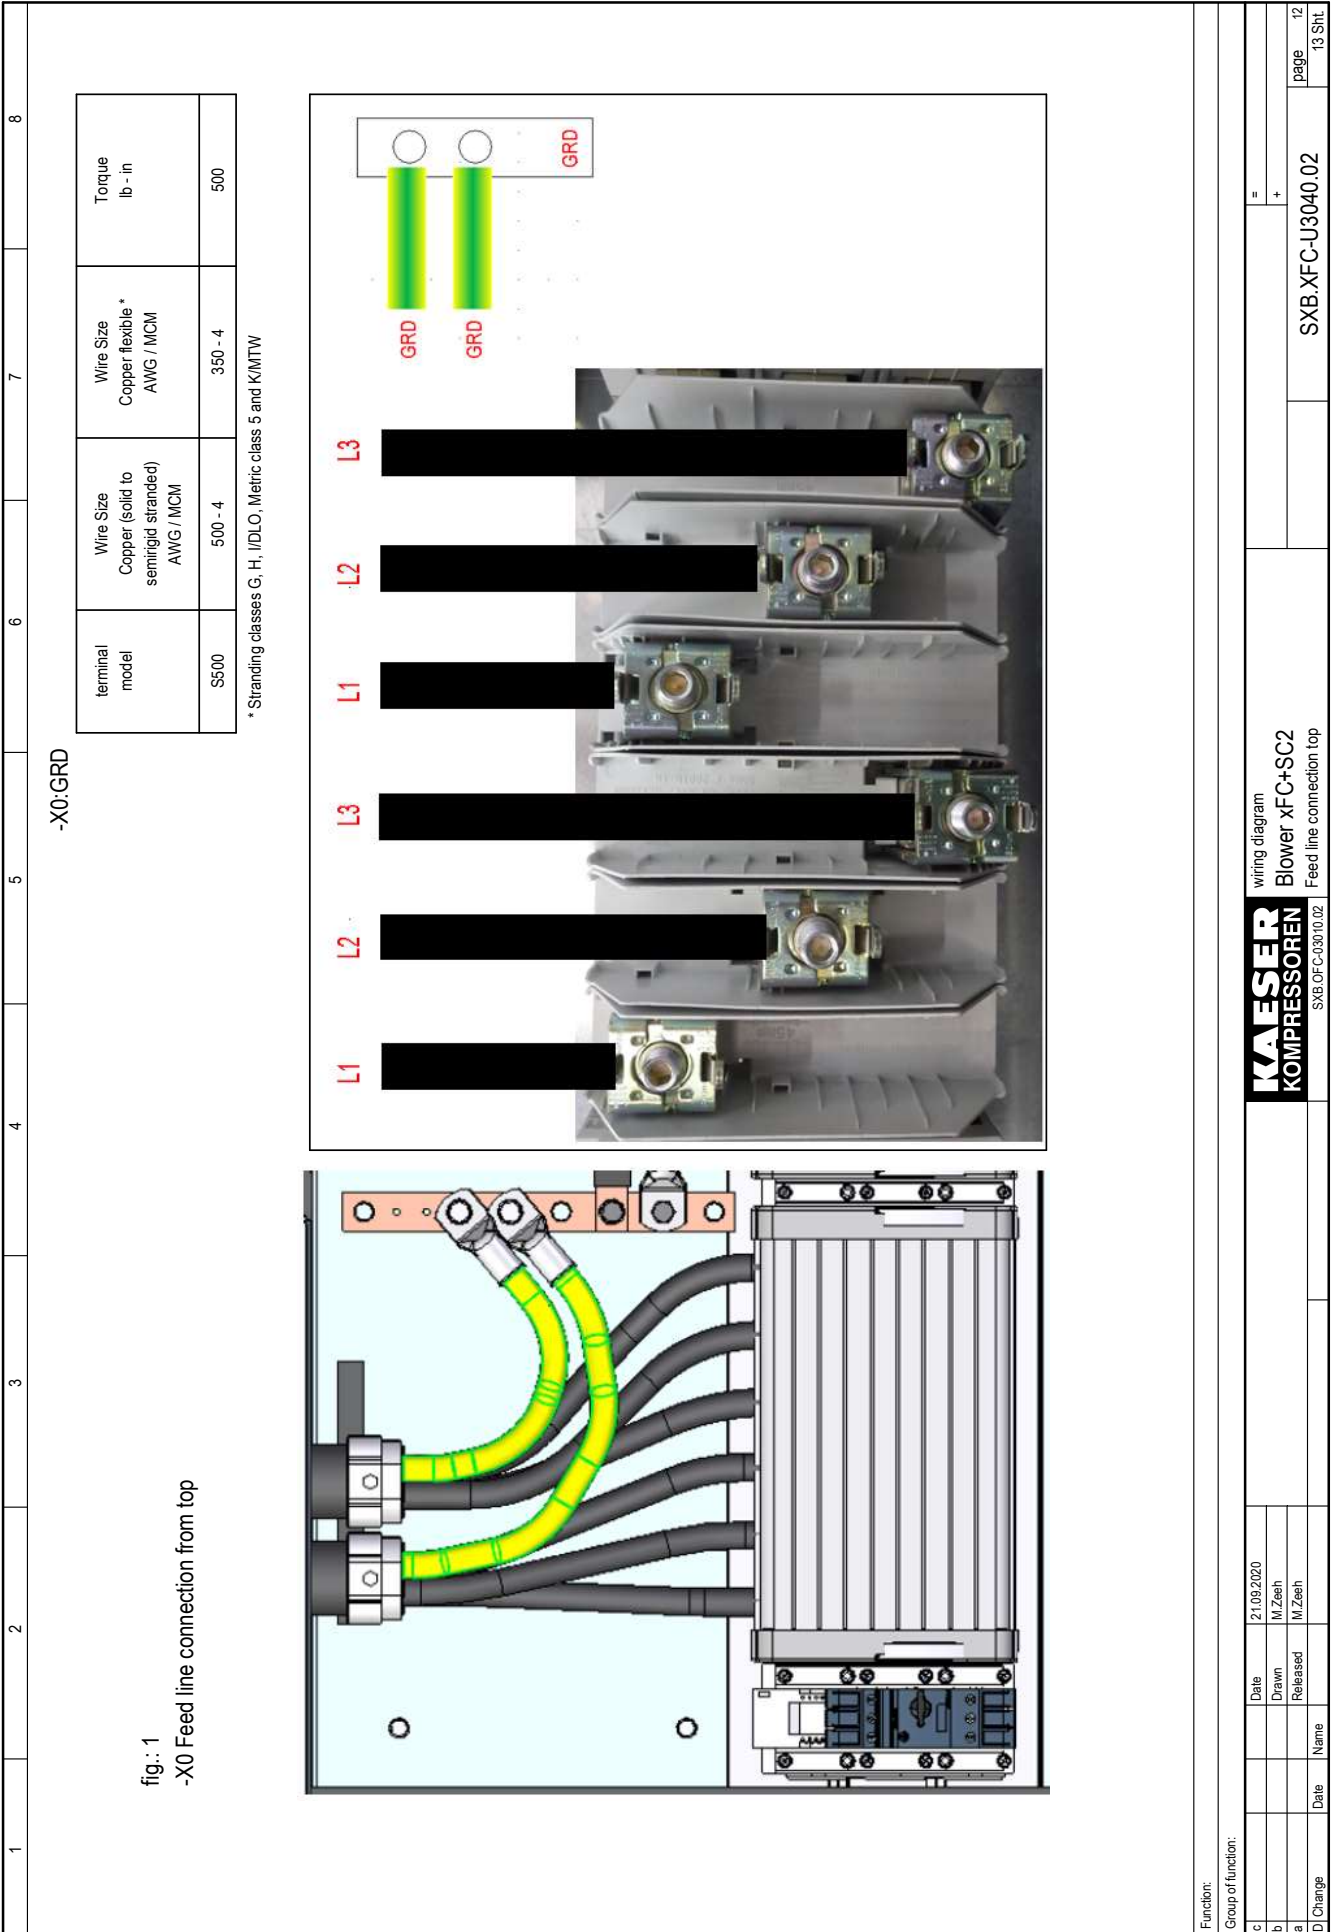 1
2
3
4
5
6
7
8
-X0:GRD
terminal
model
Wire Size
Copper (solid to
semirigid stranded)
AWG / MCM
Wire Size
Copper flexible *
AWG / MCM
Torque
lb - in
S500
500 - 4
350 - 4
500
* Stranding classes G, H, I/DLO, Metric class 5 and K/MTW
fig.: 1
-X0 Feed line connection from top
L1
L2
L3
L1
L2
L3
GRD
GRD
GRD
Function:
Group of function:
c
b
a
D
Change
Date
Name
Date
21.09.2020
Drawn
M.Zeeh
Released
M.Zeeh
KAESER
KOMPRESSOREN
SXB.OFC-03010.02
wiring diagram
Blower xFC+SC2
Feed line connection top
=
+
SXB.XFC-U3040.02
page 12
13 Sht.